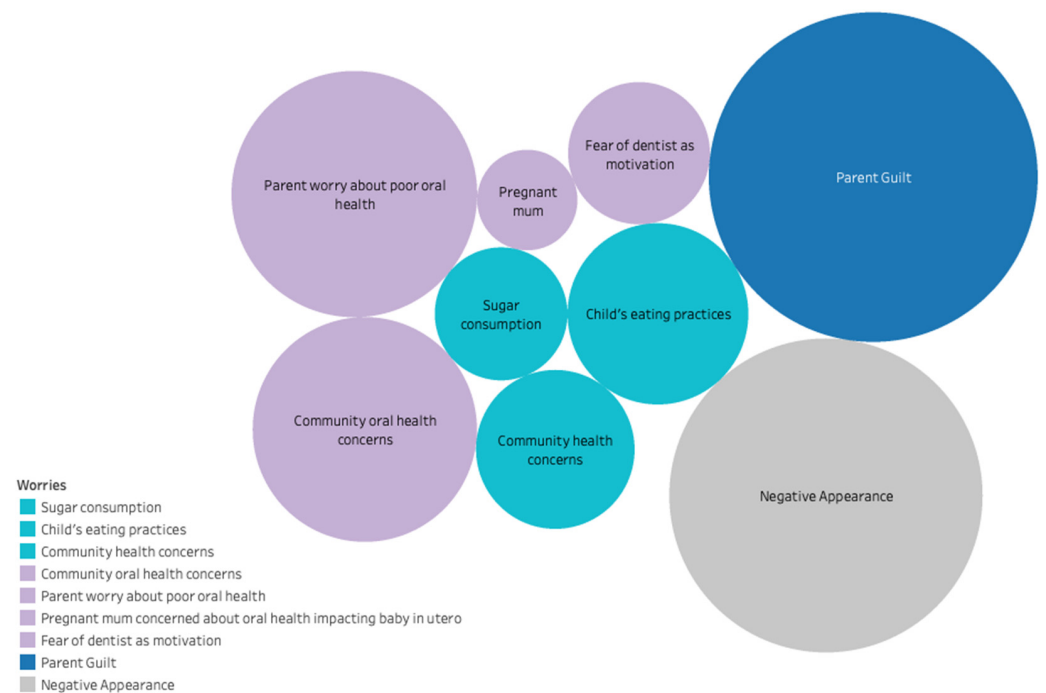 Parent worry about poor oral
health
Pregnant
mum
Fear of dentist as
motivation
Parent Guilt
Sugar
consumption
Child's eating practices
Community oral health
concerns
Community health
concerns
Negative Appearance
Worries
Sugar consumption
Child's eating practices
Community health concerns
Community oral health concerns
Parent worry about poor oral health
Pregnant mum concerned about oral health impacting baby in utero
Fear of dentist as motivation
Parent Guilt
Negative Appearance